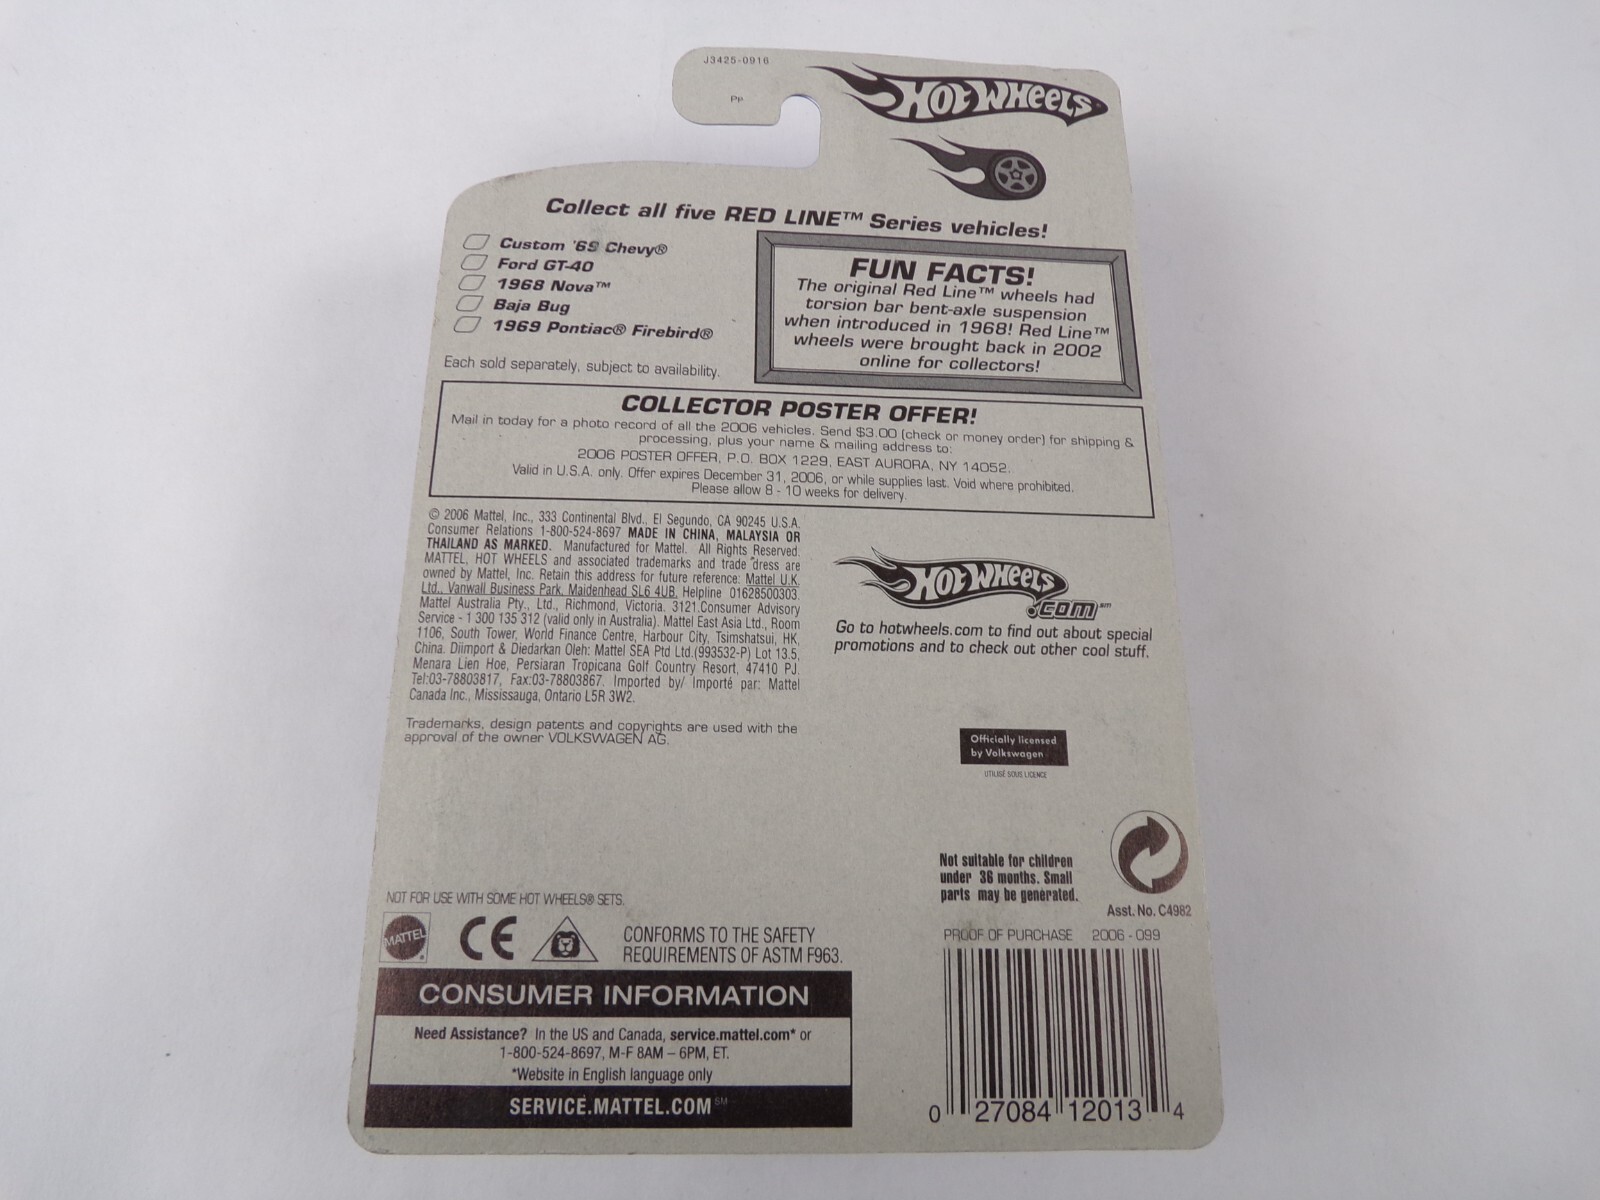 J3425-0916
PP
HOT WHEELS
Collect all five RED LINE™ Series vehicles!
Custom '69 Chevy®
Ford GT-40
1968 Nova™
Baja Bug
1969 Pontiac® Firebird®
Each sold separately, subject to availability.
FUN FACTS!
The original Red Line™ wheels had
torsion bar bent-axle suspension
when introduced in 1968! Red Line™
wheels were brought back in 2002
online for collectors!
COLLECTOR POSTER OFFER!
Mail in today for a photo record of all the 2006 vehicles. Send $3.00 (check or money order) for shipping &
processing, plus your name & mailing address to:
2006 POSTER OFFER, P.O. BOX 1229, EAST AURORA, NY 14052.
Valid in U.S.A. only. Offer expires December 31, 2006, or while supplies last. Void where prohibited.
Please allow 8 - 10 weeks for delivery.
© 2006 Mattel, Inc., 333 Continental Blvd., El Segundo, CA 90245 U.S.A.
Consumer Relations 1-800-524-8697 MADE IN CHINA, MALAYSIA OR
THAILAND AS MARKED. Manufactured for Mattel. All Rights Reserved.
MATTEL, HOT WHEELS and associated trademarks and trade dress are
owned by Mattel, Inc. Retain this address for future reference: Mattel U.K.
Ltd., Vanwall Business Park, Maidenhead SL6 4UB. Helpline 01628500303.
Mattel Australia Pty., Ltd., Richmond, Victoria. 3121.Consumer Advisory
Service - 1 300 135 312 (valid only in Australia). Mattel East Asia Ltd., Room
1106, South Tower, World Finance Centre, Harbour City, Tsimshatsui, HK,
China. Diimport & Diedarkan Oleh: Mattel SEA Ptd Ltd.(993532-P) Lot 13.5,
Menara Lien Hoe, Persiaran Tropicana Golf Country Resort, 47410 PJ.
Tel:03-78803817, Fax:03-78803867. Imported by/ Importé par: Mattel
Canada Inc., Mississauga, Ontario L5R 3W2.
Trademarks, design patents and copyrights are used with the
approval of the owner VOLKSWAGEN AG.
HOT WHEELS
.COM℠
Go to hotwheels.com to find out about special
promotions and to check out other cool stuff.
Officially licensed
by Volkswagen
UTILISÉ SOUS LICENCE
Not suitable for children
under 36 months. Small
parts may be generated.
Asst. No. C4982
NOT FOR USE WITH SOME HOT WHEELS® SETS.
MATTEL®
CE
CONFORMS TO THE SAFETY
REQUIREMENTS OF ASTM F963.
CONSUMER INFORMATION
Need Assistance? In the US and Canada, service.mattel.com* or
1-800-524-8697, M-F 8AM – 6PM, ET.
*Website in English language only
SERVICE.MATTEL.COM℠
PROOF OF PURCHASE 2006 - 099
0 27084 12013 4